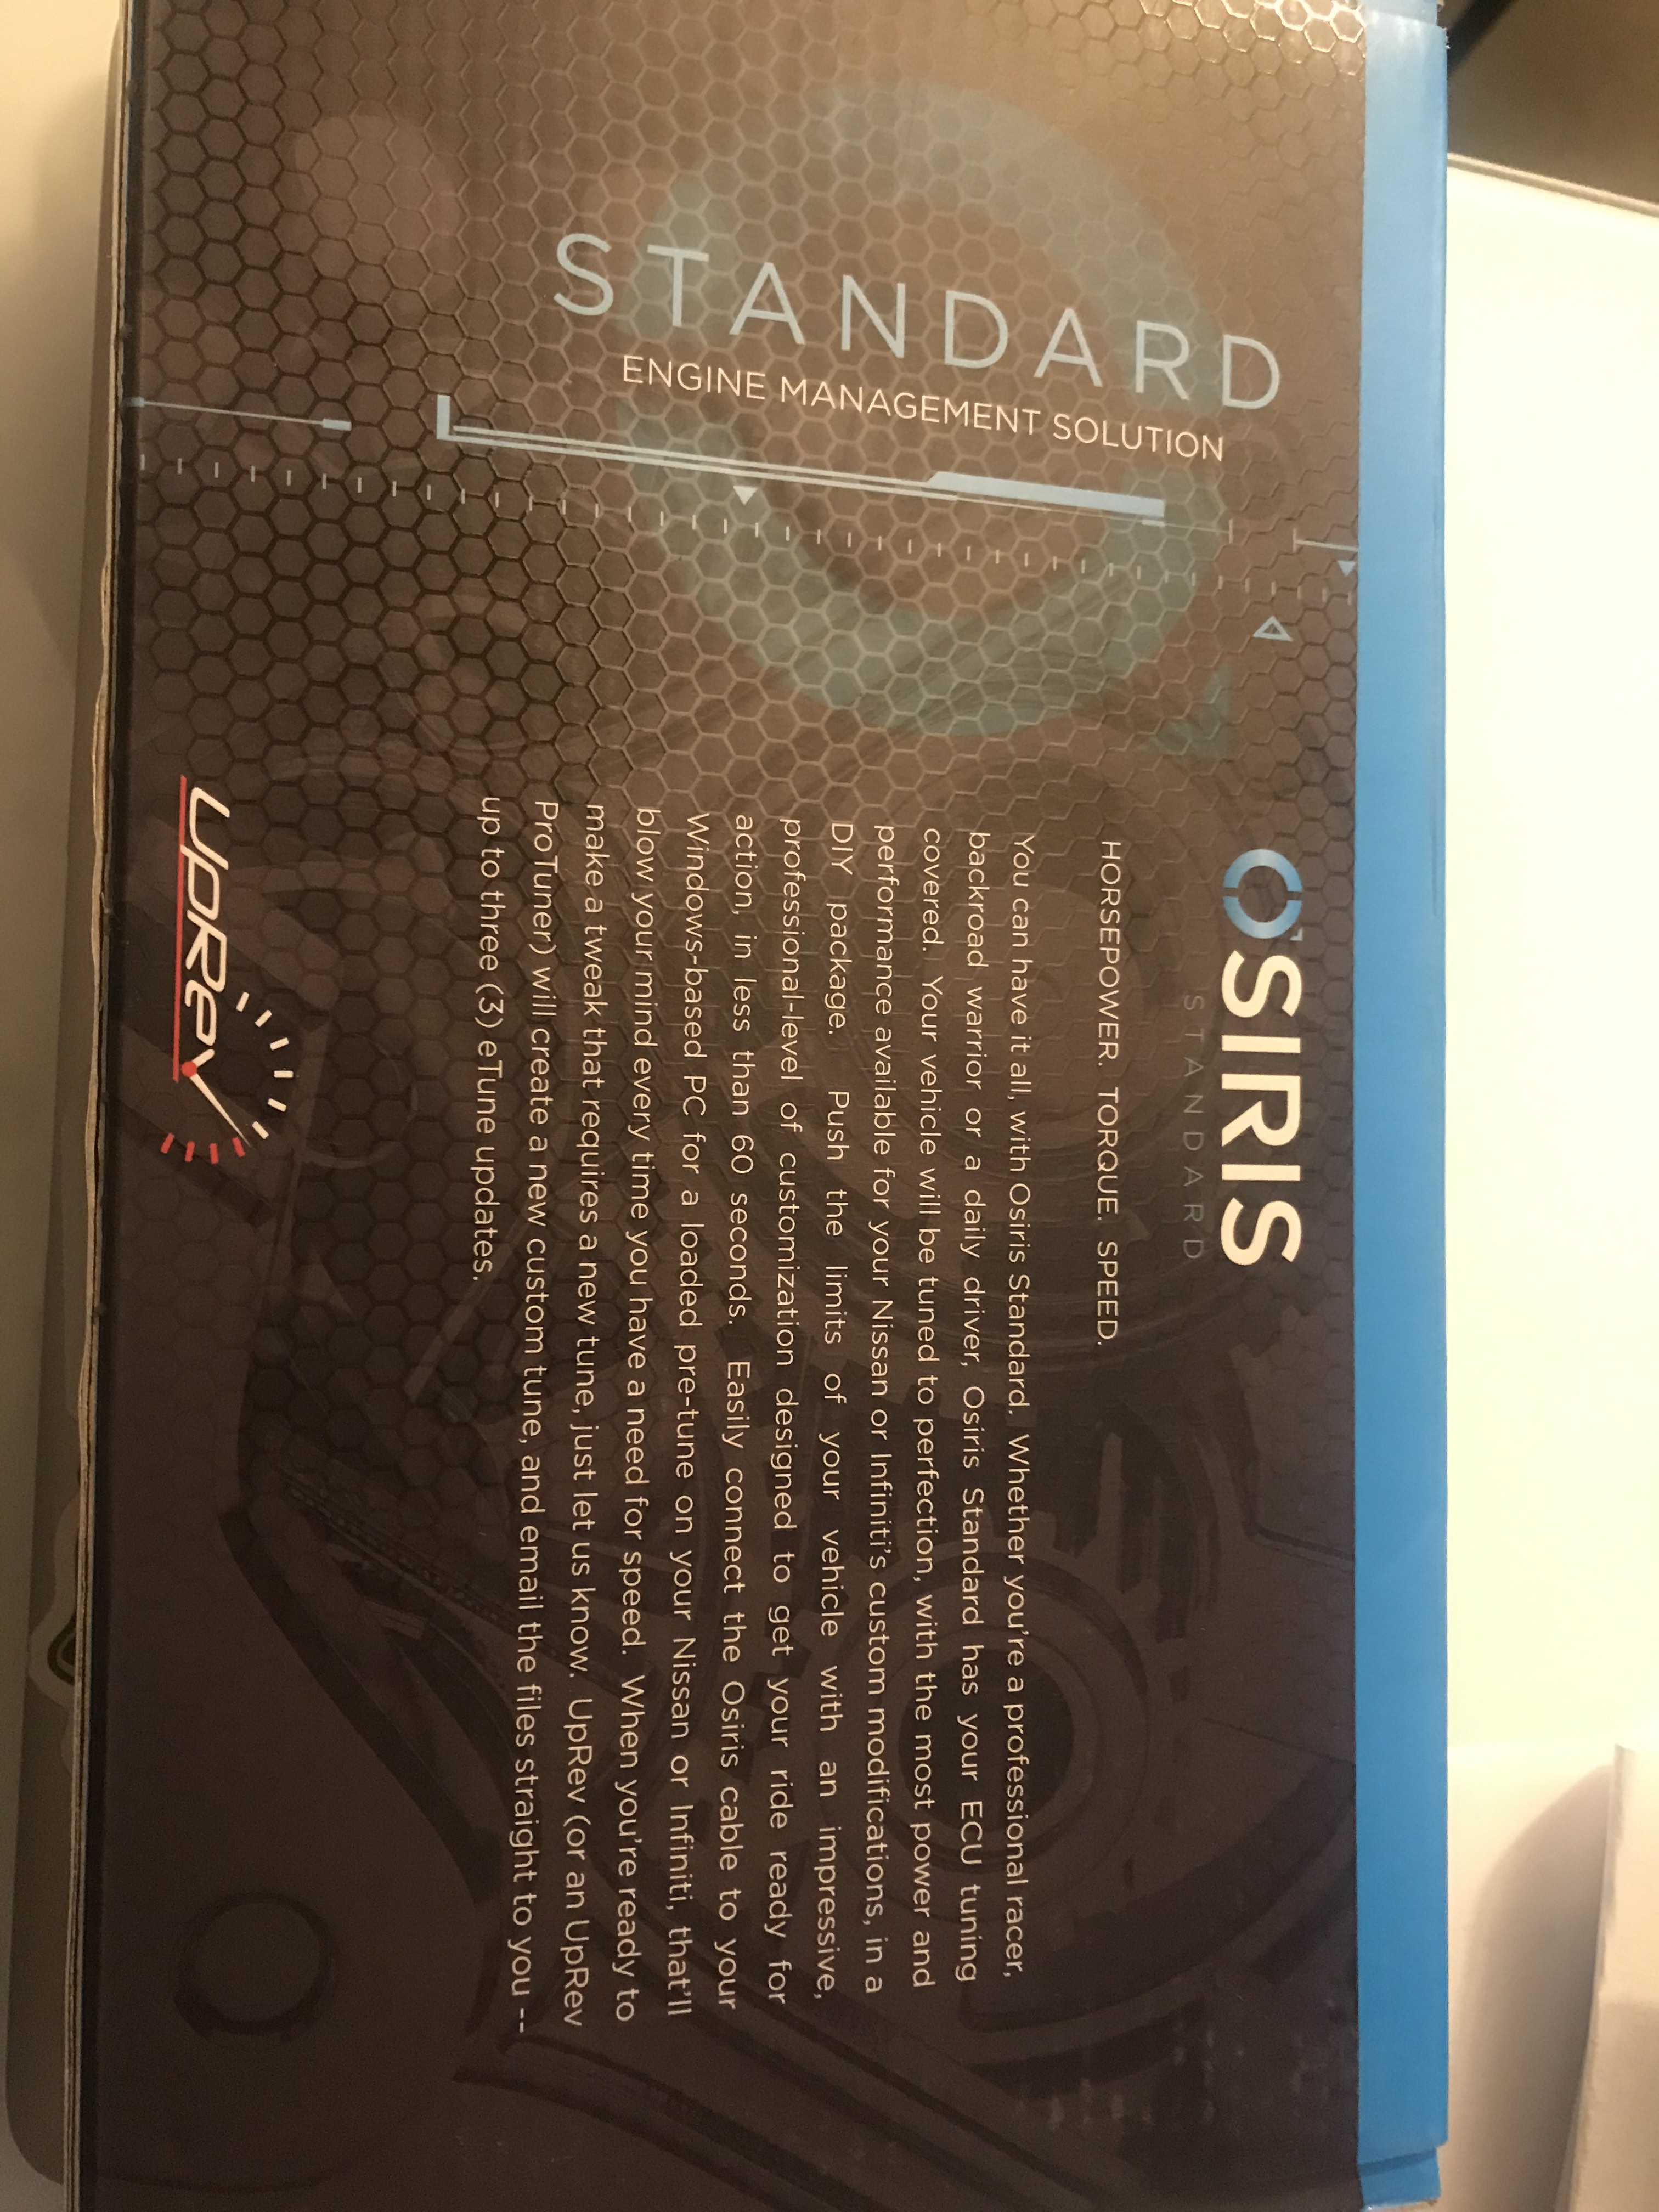 STANDARD
ENGINE MANAGEMENT SOLUTION
OSIRIS
STANDARD
HORSEPOWER. TORQUE. SPEED.
You can have it all, with Osiris Standard. Whether you're a professional racer,
backroad warrior or a daily driver, Osiris Standard has your ECU tuning
covered. Your vehicle will be tuned to perfection, with the most power and
performance available for your Nissan or Infiniti's custom modifications, in a
DIY package. Push the limits of your vehicle with an impressive,
professional-level of customization designed to get your ride ready for
action, in less than 60 seconds. Easily connect the Osiris cable to your
Windows-based PC for a loaded pre-tune on your Nissan or Infiniti, that'll
blow your mind every time you have a need for speed. When you're ready to
make a tweak that requires a new tune, just let us know. UpRev (or an UpRev
ProTuner) will create a new custom tune, and email the files straight to you --
up to three (3) eTune updates.
UpRev